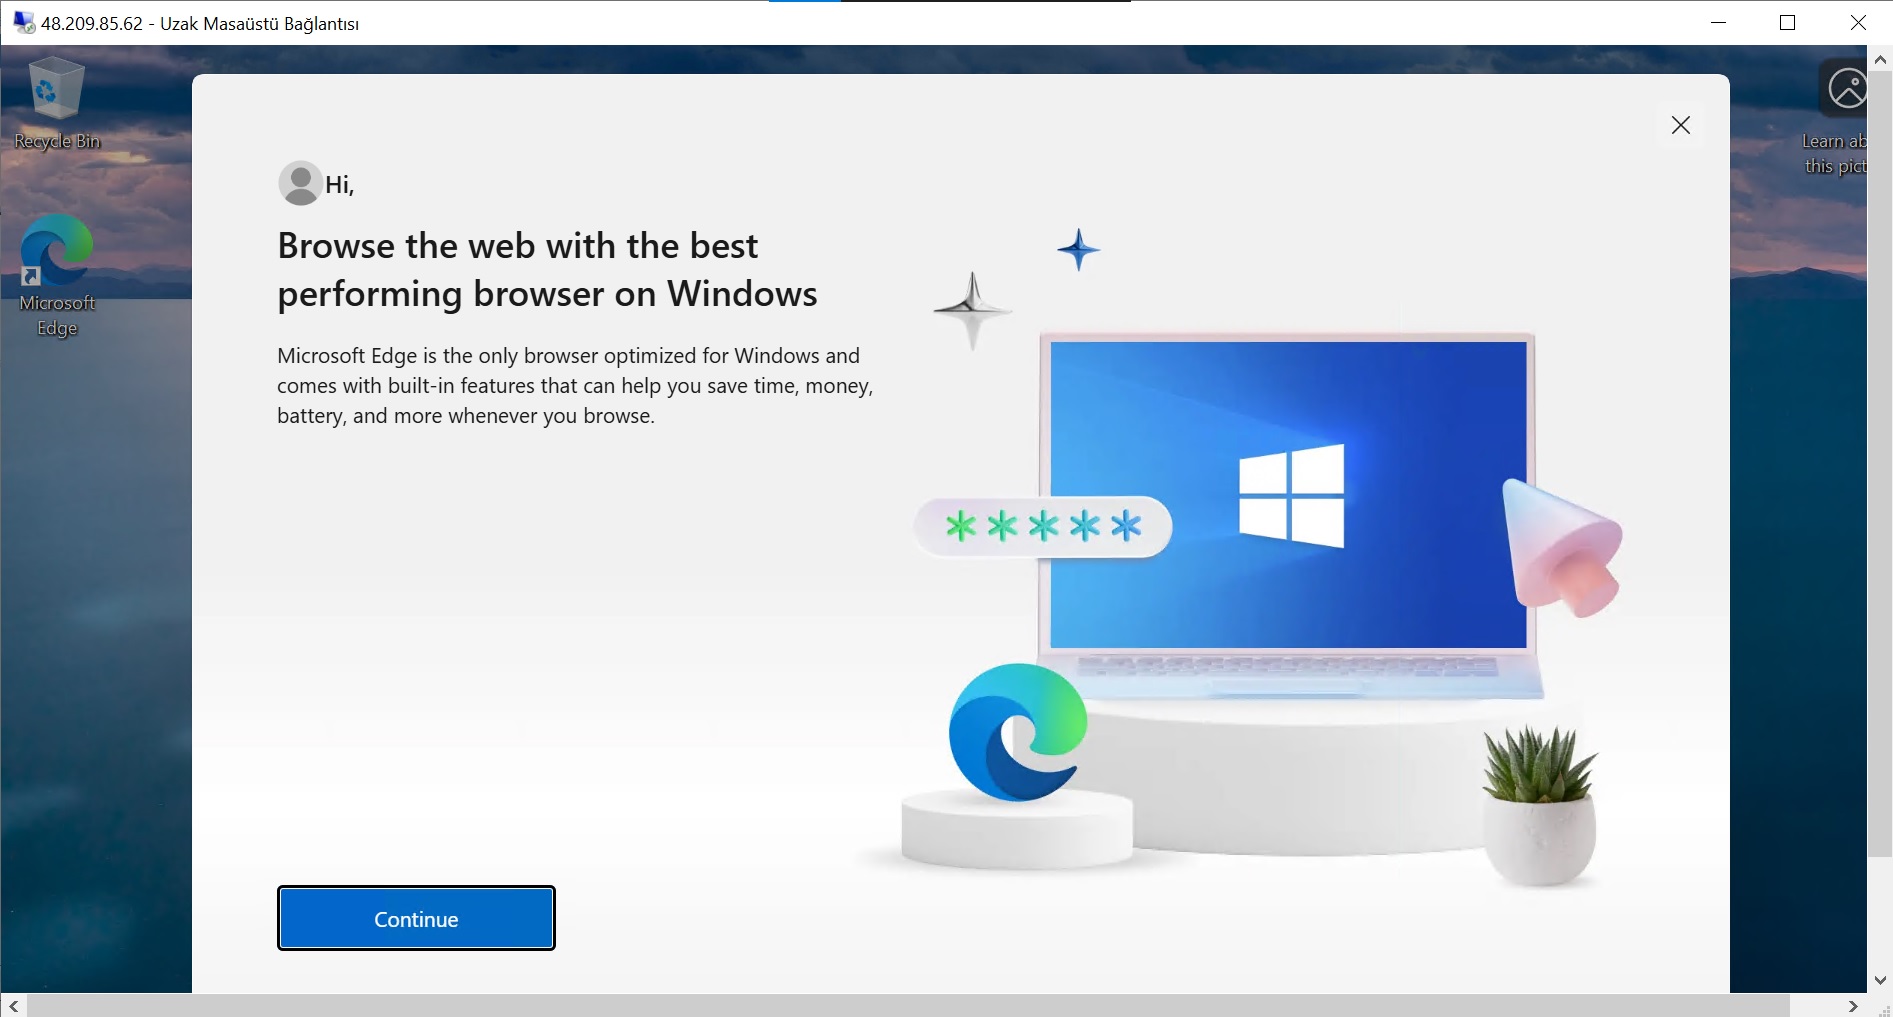 48.209.85.62 - Uzak Masaüstü Bağlantısı
Recycle Bin
Learn ab
this pict
Microsoft
Edge
Hi,
Browse the web with the best
performing browser on Windows
Microsoft Edge is the only browser optimized for Windows and
comes with built-in features that can help you save time, money,
battery, and more whenever you browse.
*****
Continue